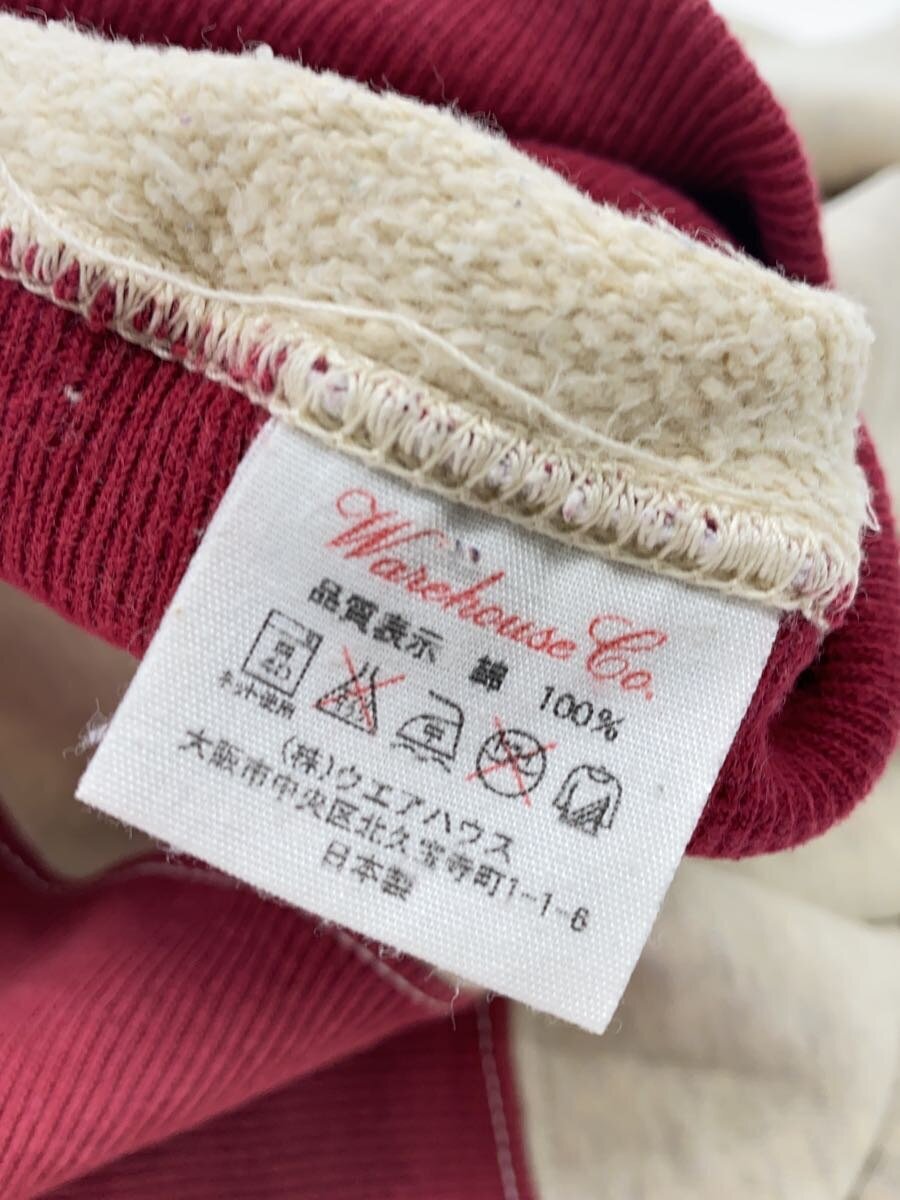 Warehouse Co.
品質表示 綿 100%
ネット使用
(株)ウエアハウス
大阪市中央区北久宝寺町1-1-6
日本製